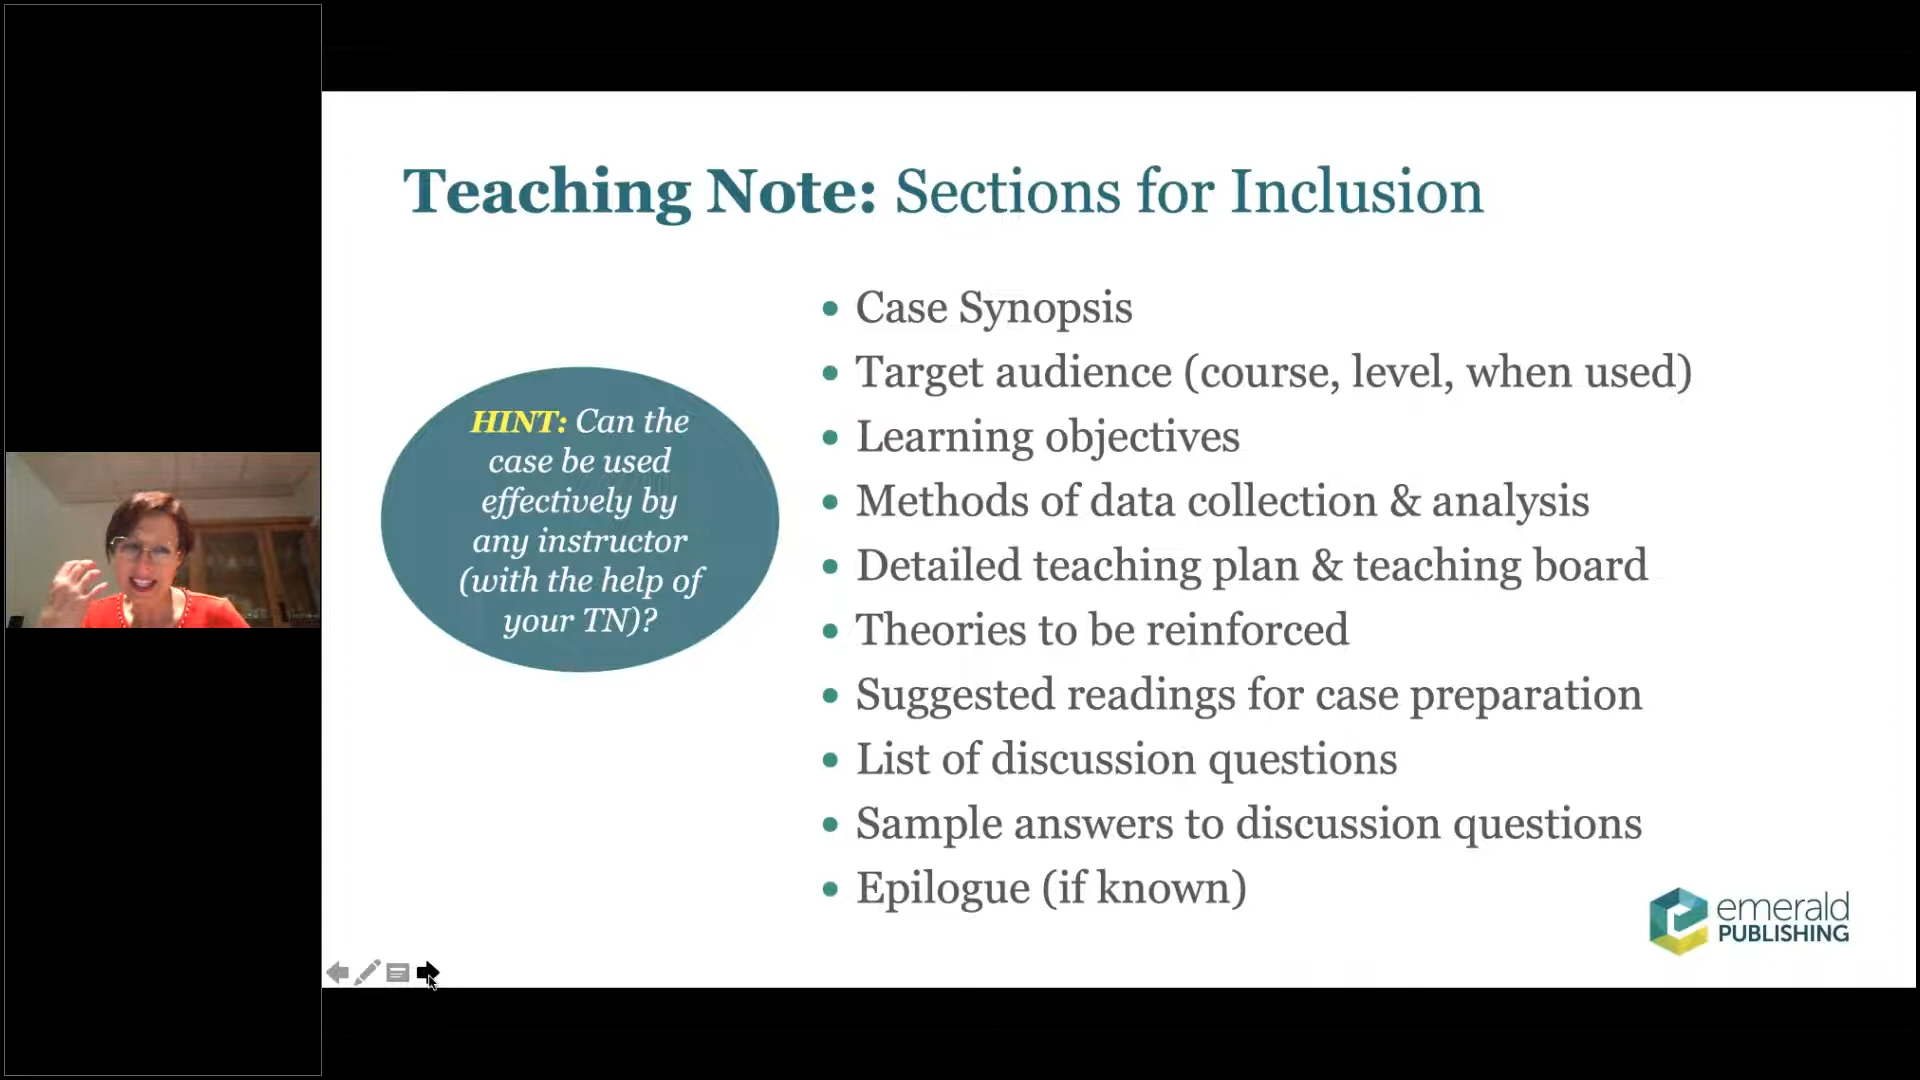 Teaching Note: Sections for Inclusion
HINT: Can the
case be used
effectively by
any instructor
(with the help of
your TN)?
• Case Synopsis
• Target audience (course, level, when used)
• Learning objectives
• Methods of data collection & analysis
• Detailed teaching plan & teaching board
• Theories to be reinforced
• Suggested readings for case preparation
• List of discussion questions
• Sample answers to discussion questions
• Epilogue (if known)
emerald
PUBLISHING